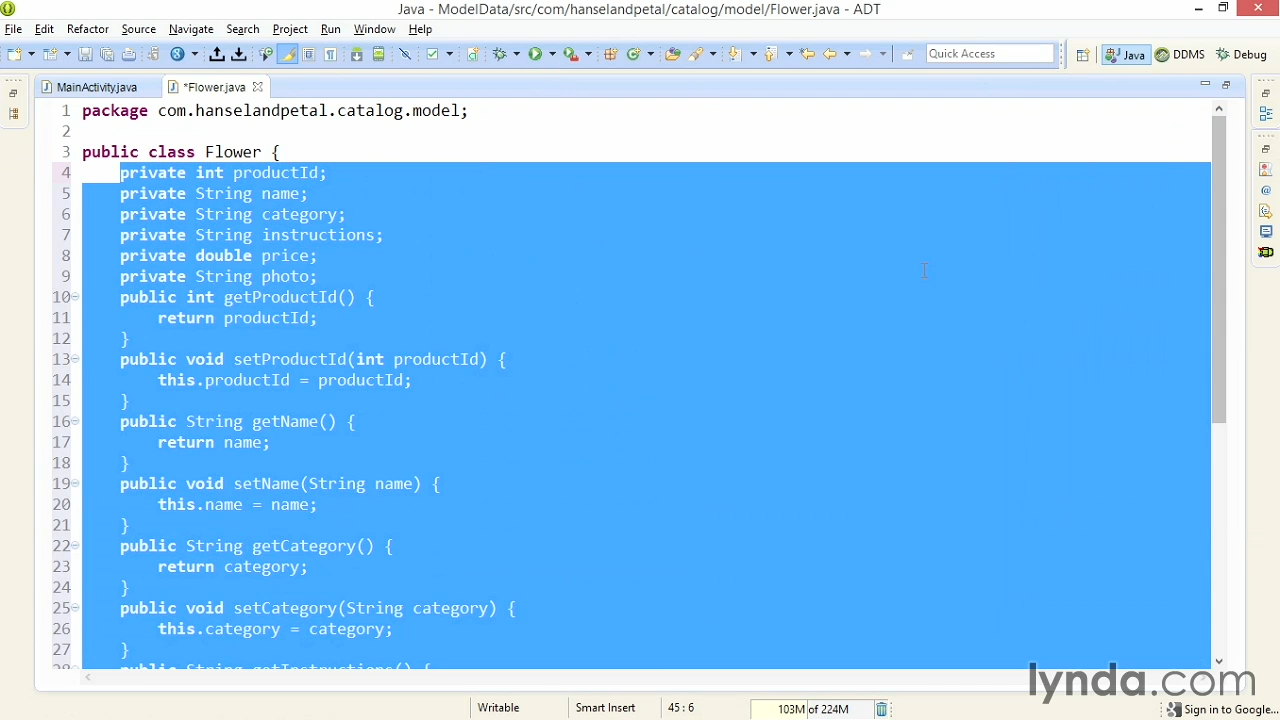 Java - ModelData/src/com/hanselandpetal/catalog/model/Flower.java - ADT
File Edit Refactor Source Navigate Search Project Run Window Help
Quick Access Java DDMS Debug
MainActivity.java *Flower.java
1 package com.hanselandpetal.catalog.model;
2
3 public class Flower {
4 private int productId;
5 private String name;
6 private String category;
7 private String instructions;
8 private double price;
9 private String photo;
10 public int getProductId() {
11 return productId;
12 }
13 public void setProductId(int productId) {
14 this.productId = productId;
15 }
16 public String getName() {
17 return name;
18 }
19 public void setName(String name) {
20 this.name = name;
21 }
22 public String getCategory() {
23 return category;
24 }
25 public void setCategory(String category) {
26 this.category = category;
27 }
28 public String getInstructions() {
lynda.com
Writable Smart Insert 45 : 6 103M of 224M Sign in to Google...